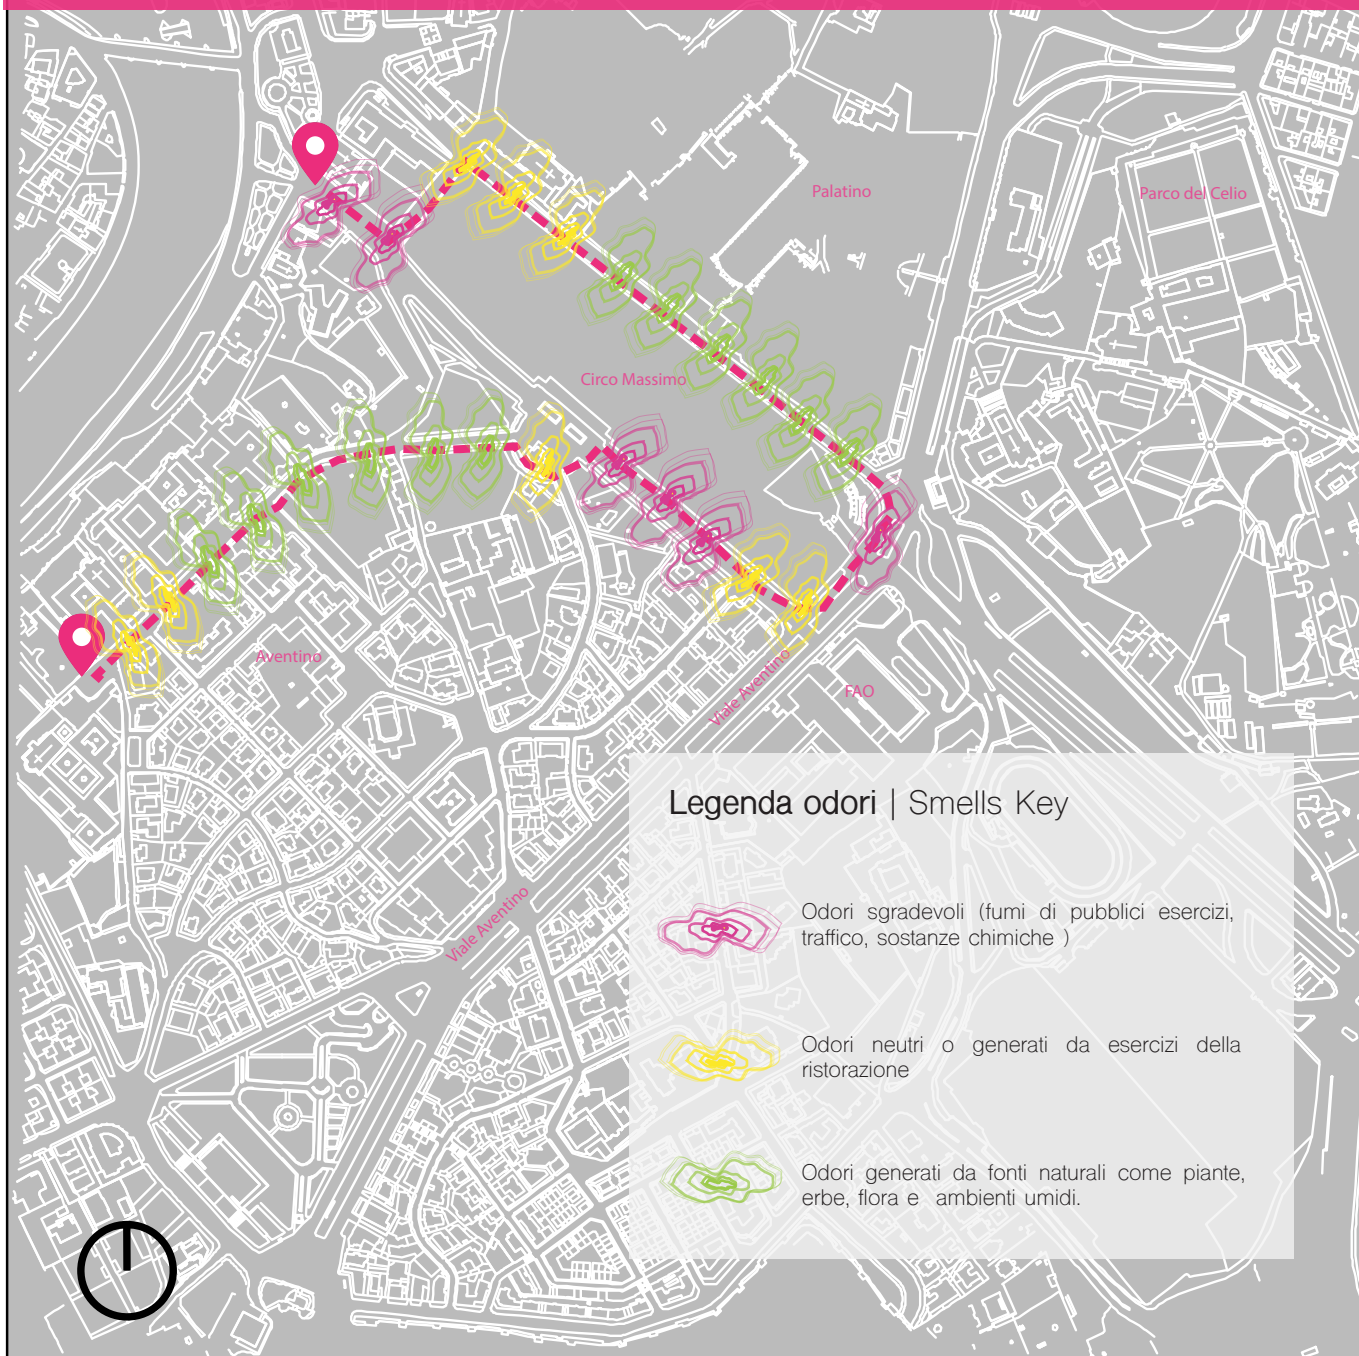 Palatino
Parco del Celio
Circo Massimo
Aventino
Viale Aventino
FAO
Viale Aventino
Legenda odori | Smells Key
Odori sgradevoli (fumi di pubblici esercizi,
traffico, sostanze chimiche )
Odori neutri o generati da esercizi della
ristorazione
Odori generati da fonti naturali come piante,
erbe, flora e ambienti umidi.